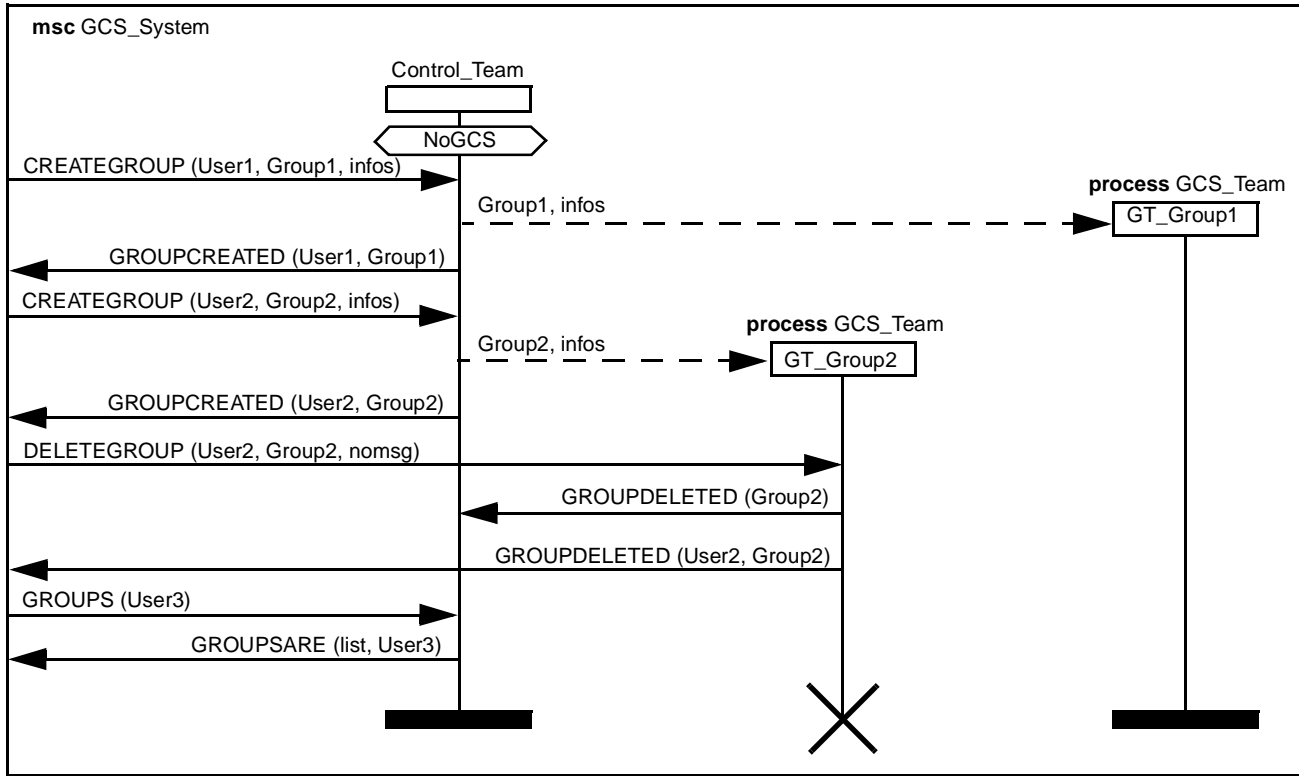 msc GCS_System
Control_Team
NoGCS
CREATEGROUP (User1, Group1, infos)
process GCS_Team
GT_Group1
Group1, infos
GROUPCREATED (User1, Group1)
CREATEGROUP (User2, Group2, infos)
process GCS_Team
Group2, infos
GT_Group2
GROUPCREATED (User2, Group2)
DELETEGROUP (User2, Group2, nomsg)
GROUPDELETED (Group2)
GROUPDELETED (User2, Group2)
GROUPS (User3)
GROUPSARE (list, User3)